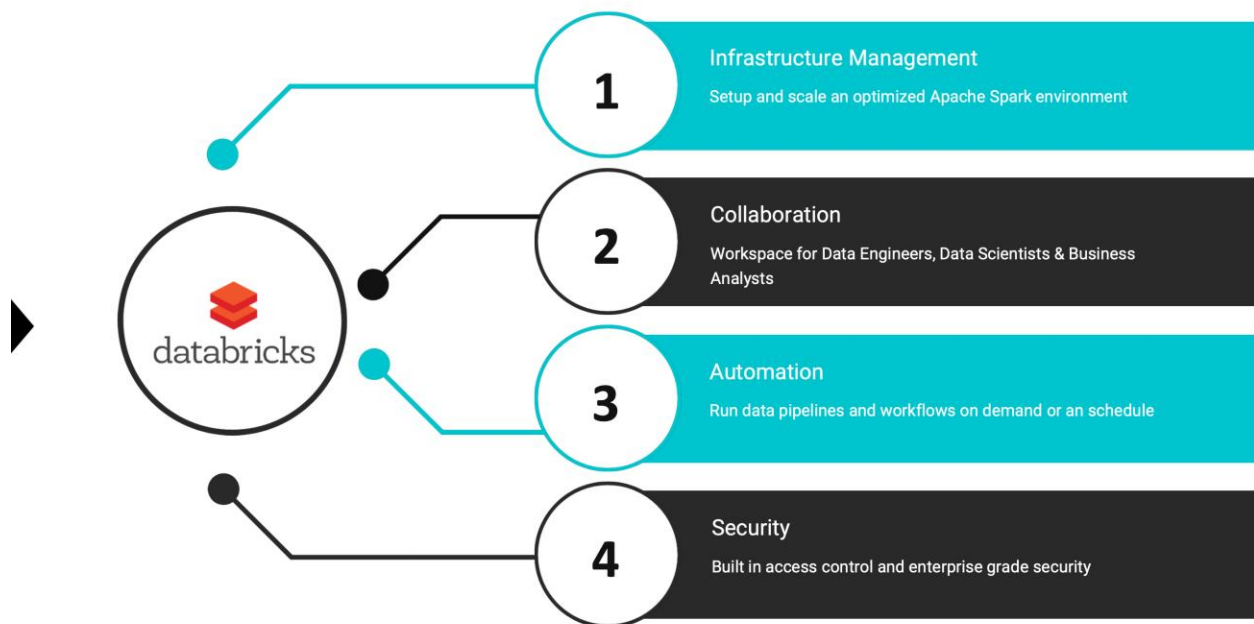 1
Infrastructure Management
Setup and scale an optimized Apache Spark environment
2
Collaboration
Workspace for Data Engineers, Data Scientists & Business
Analysts
databricks
3
Automation
Run data pipelines and workflows on demand or an schedule
4
Security
Built in access control and enterprise grade security